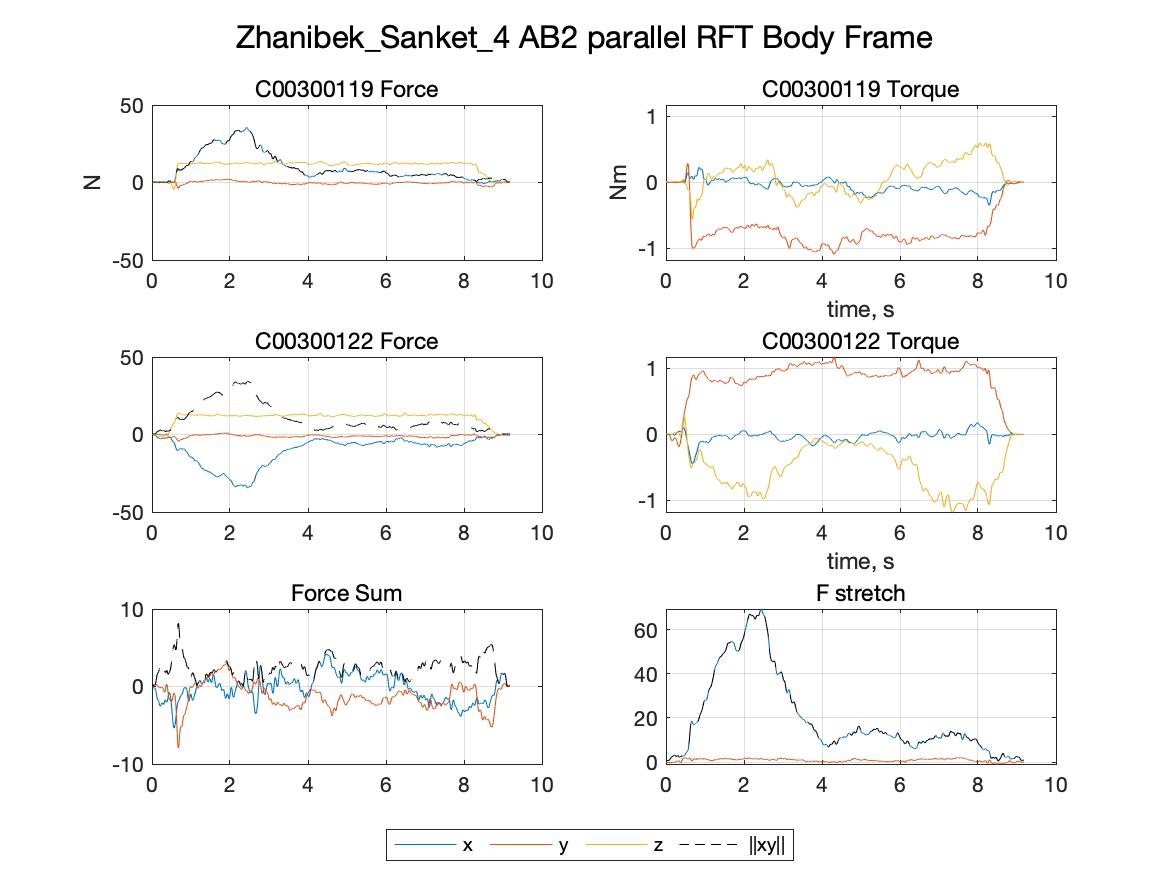 Zhanibek_Sanket_4 AB2 parallel RFT Body Frame
C00300119 Force
50
0
-50
N
0 2 4 6 8 10
C00300119 Torque
1
0
-1
Nm
0 2 4 6 8 10
time, s
C00300122 Force
50
0
-50
0 2 4 6 8 10
C00300122 Torque
1
0
-1
0 2 4 6 8 10
time, s
Force Sum
10
0
-10
0 2 4 6 8 10
F stretch
60
40
20
0
0 2 4 6 8 10
x y z ||xy||